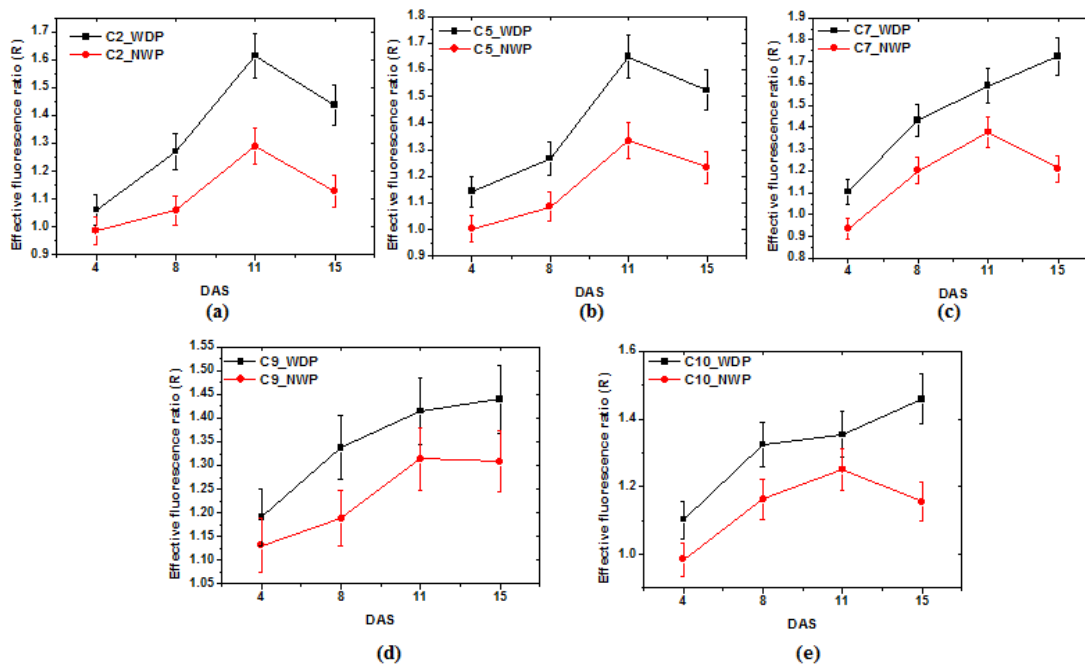 C2_WDP
C2_NWP
Effective fluorescence ratio (R)
1.7
1.6
1.5
1.4
1.3
1.2
1.1
1.0
0.9
4 8 11 15
DAS
(a)
C5_WDP
C5_NWP
Effective fluorescence ratio (R)
1.8
1.7
1.6
1.5
1.4
1.3
1.2
1.1
1.0
0.9
4 8 11 15
DAS
(b)
C7_WDP
C7_NWP
Effective fluorescence ratio (R)
1.9
1.8
1.7
1.6
1.5
1.4
1.3
1.2
1.1
1.0
0.9
0.8
4 8 11 15
DAS
(c)
C9_WDP
C9_NWP
Effective fluorescence ratio (R)
1.55
1.50
1.45
1.40
1.35
1.30
1.25
1.20
1.15
1.10
1.05
4 8 11 15
DAS
(d)
C10_WDP
C10_NWP
Effective fluorescence ratio (R)
1.6
1.4
1.2
1.0
4 8 11 15
DAS
(e)